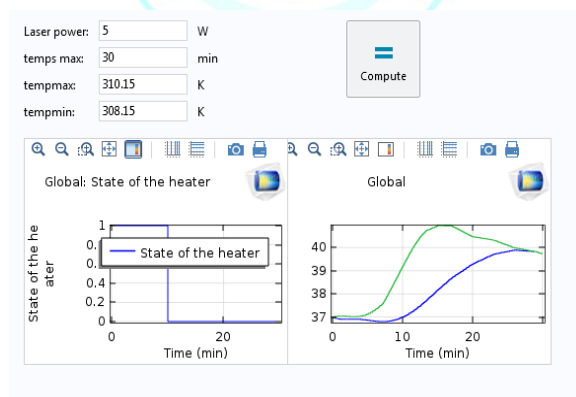 Laser power: 5 W
temps max: 30 min
tempmax: 310.15 K
tempmin: 308.15 K
=
Compute
Global: State of the heater
Global
State of the he
ater
1
0.
0.
0.4
0.2
0
State of the heater
0 20
Time (min)
40
39
38
37
0 10 20
Time (min)